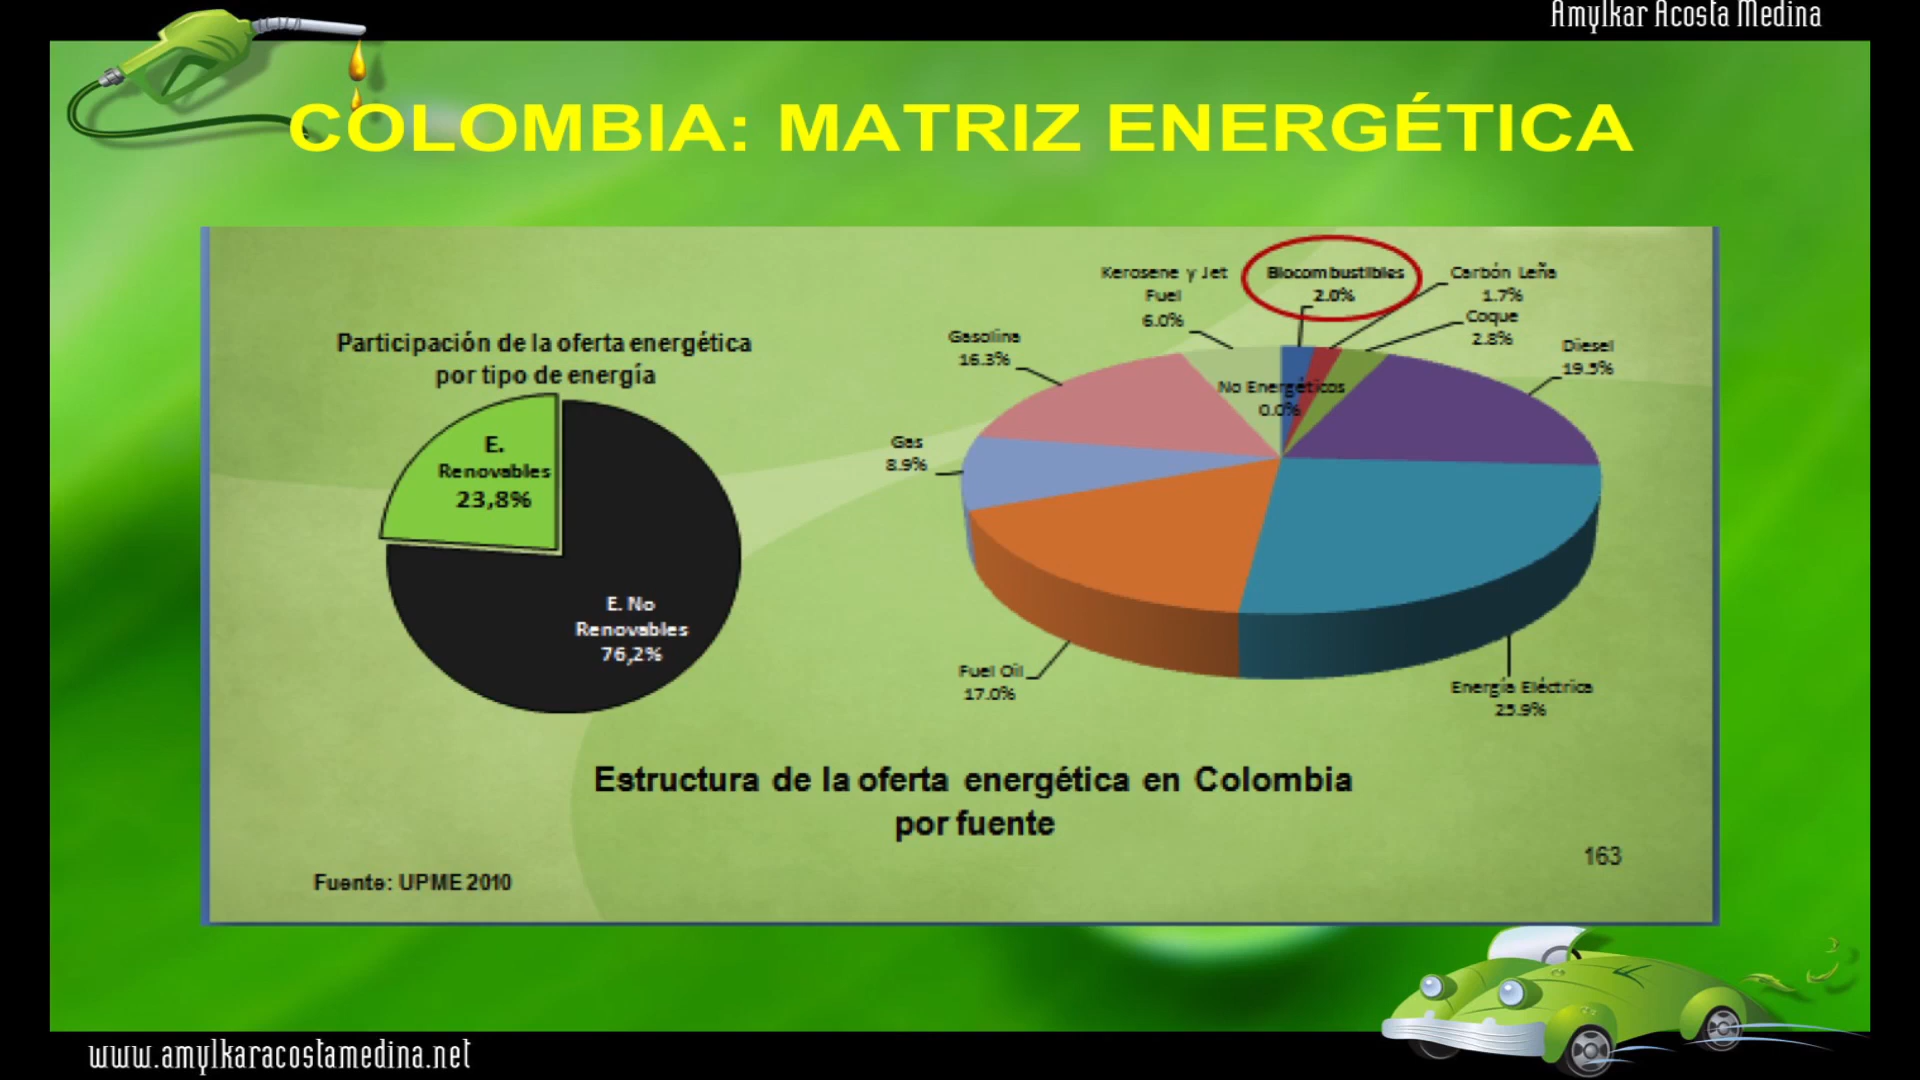 Amylkar Acosta Medina
COLOMBIA: MATRIZ ENERGÉTICA
Participación de la oferta energética
por tipo de energía
E.
Renovables
23,8%
E. No
Renovables
76,2%
Kerosene y Jet
Fuel
6.0%
Biocombustibles
2.0%
Carbón Leña
1.7%
Coque
2.8%
Diesel
19.5%
Gasolina
16.3%
No Energéticos
0.0%
Gas
8.9%
Fuel Oil
17.0%
Energía Eléctrica
25.9%
Estructura de la oferta energética en Colombia
por fuente
163
Fuente: UPME 2010
www.amylkaracostamedina.net